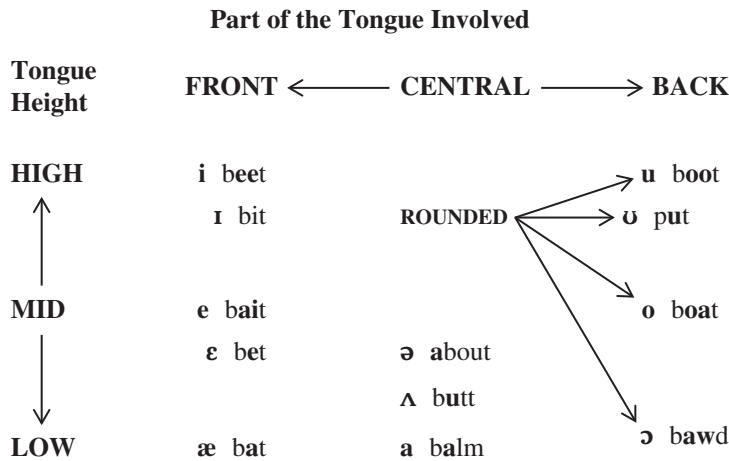 Part of the Tongue Involved
Tongue
Height
FRONT CENTRAL BACK
HIGH i beet u boot
ɪ bit ROUNDED ʊ put
MID e bait o boat
ɛ bet ə about
ʌ butt
LOW æ bat a balm ɔ bawd